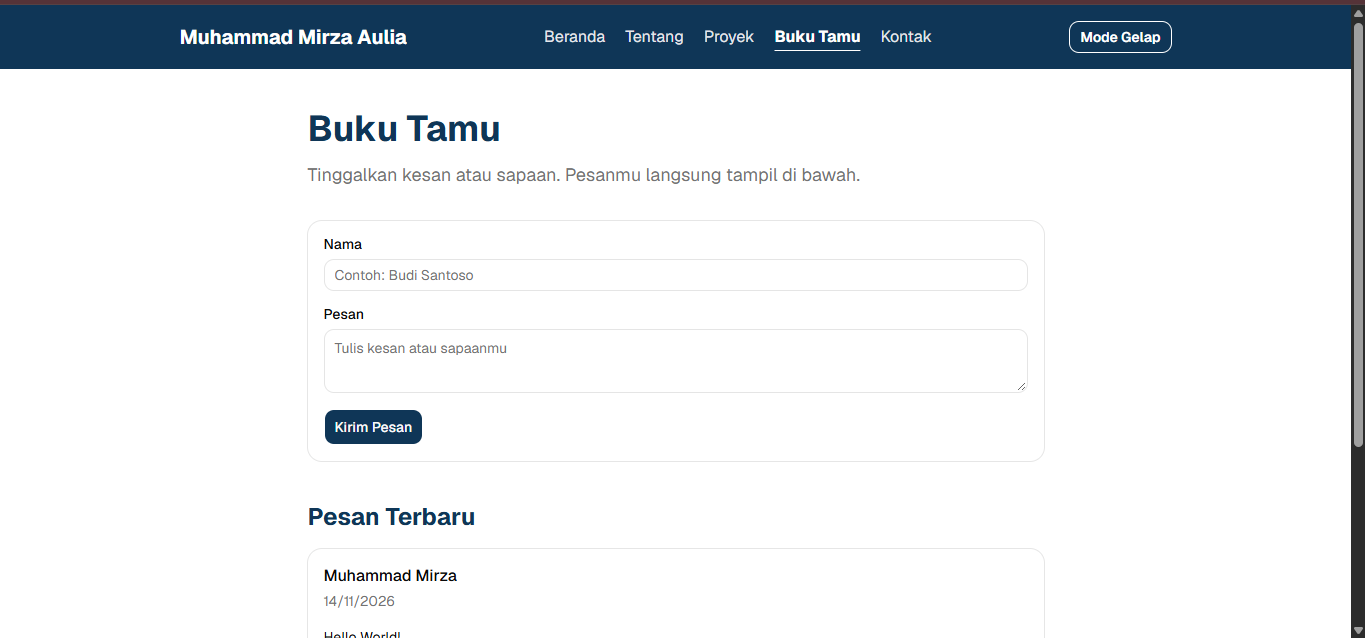 Muhammad Mirza Aulia
Beranda Tentang Proyek Buku Tamu Kontak
Mode Gelap
Buku Tamu
Tinggalkan kesan atau sapaan. Pesanmu langsung tampil di bawah.
Nama
Contoh: Budi Santoso
Pesan
Tulis kesan atau sapaanmu
Kirim Pesan
Pesan Terbaru
Muhammad Mirza
14/11/2026
Hello World!